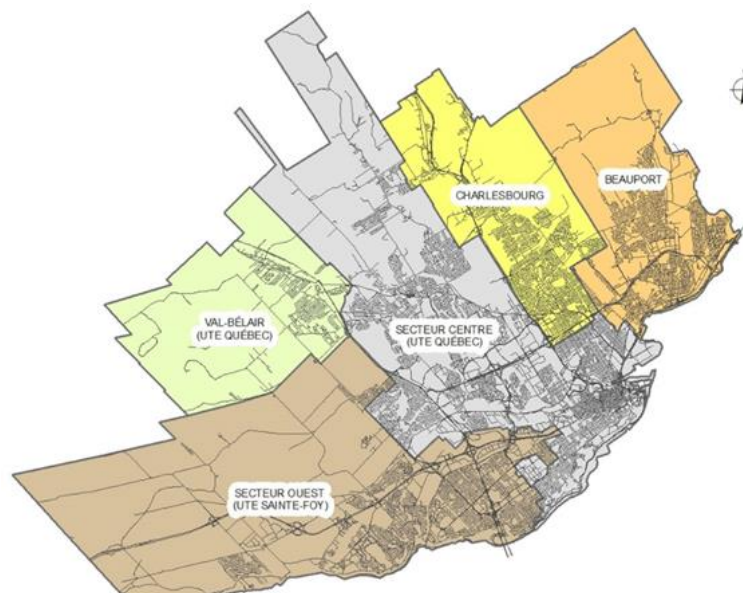 CHARLESBOURG
BEAUPORT
VAL-BÉLAIR
(UTE QUÉBEC)
SECTEUR CENTRE
(UTE QUÉBEC)
SECTEUR OUEST
(UTE SAINTE-FOY)